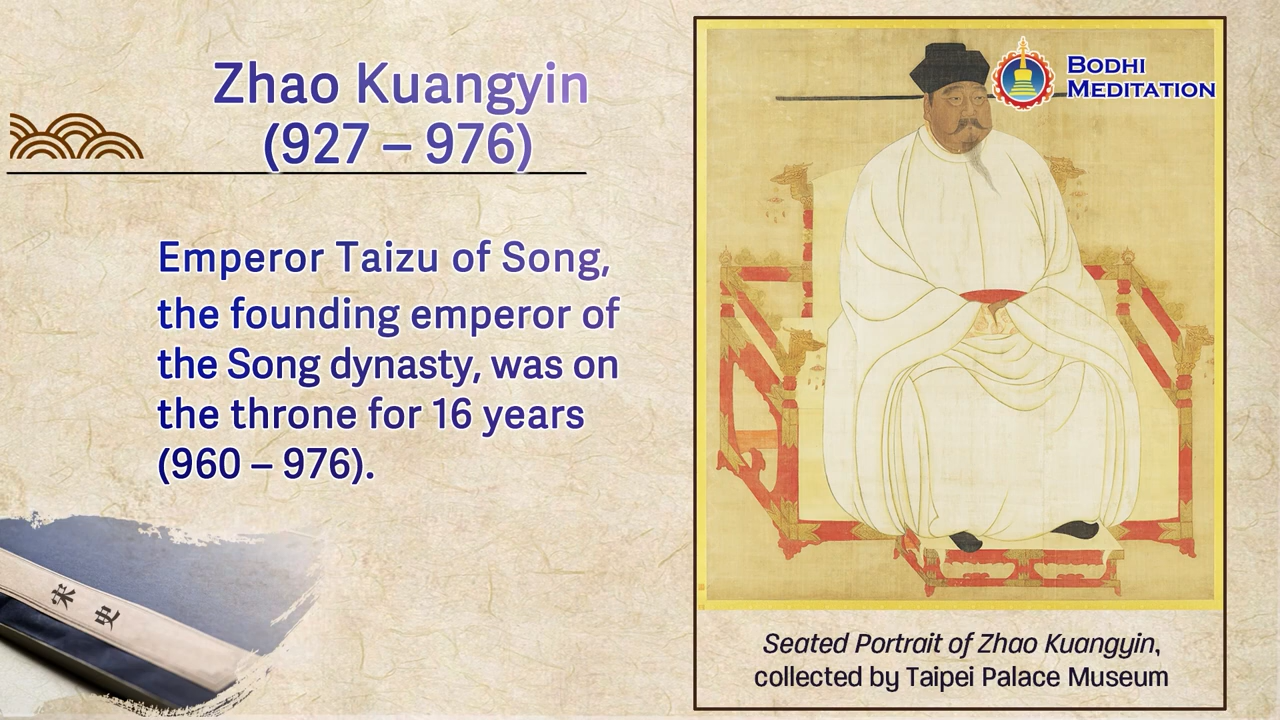 Zhao Kuangyin
(927 – 976)
Emperor Taizu of Song,
the founding emperor of
the Song dynasty, was on
the throne for 16 years
(960 – 976).
宋史
BODHI
MEDITATION
Seated Portrait of Zhao Kuangyin,
collected by Taipei Palace Museum